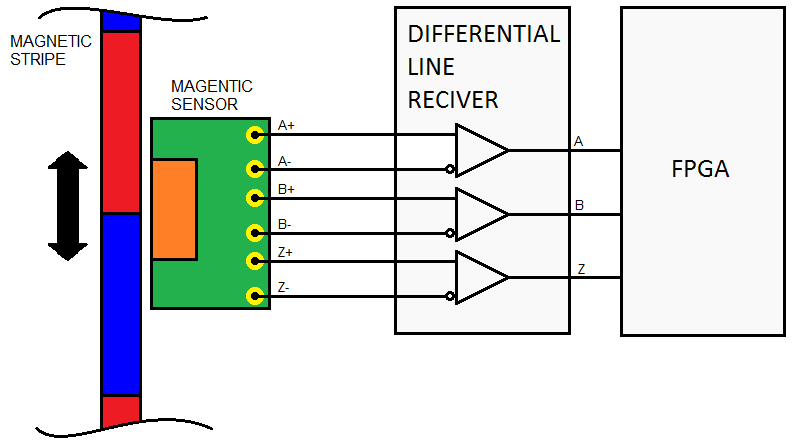 MAGNETIC
STRIPE
MAGENTIC
SENSOR
A+
A-
B+
B-
Z+
Z-
DIFFERENTIAL
LINE
RECIVER
A
B
Z
FPGA